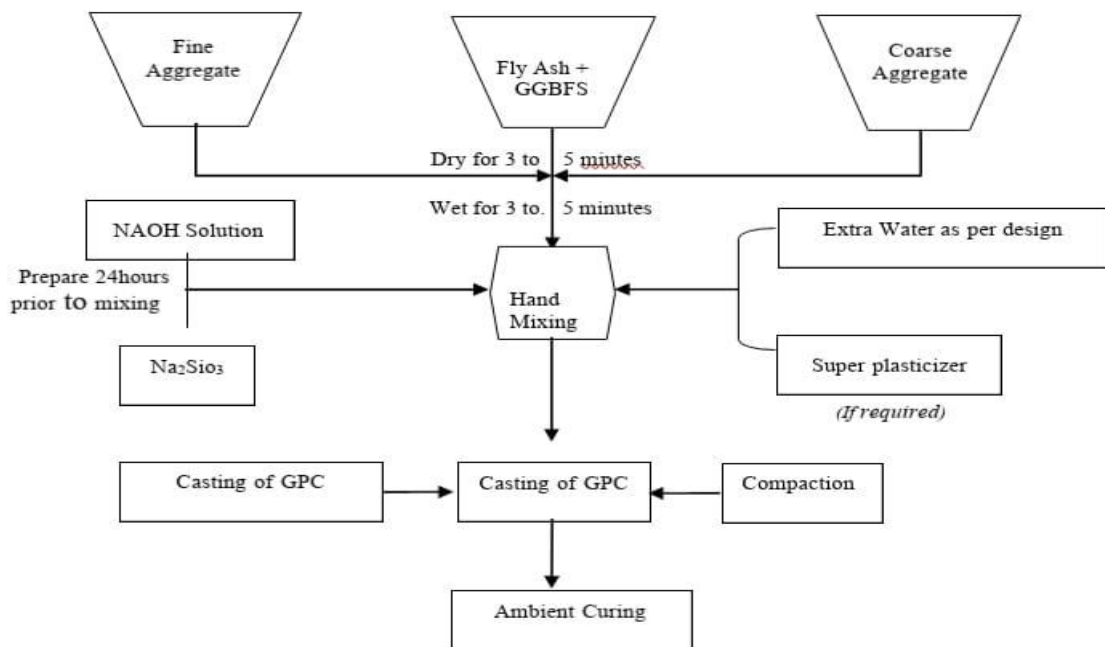 Fine
Aggregate
Fly Ash +
GGBFS
Coarse
Aggregate
Dry for 3 to 5 miutes
Wet for 3 to. 5 minutes
NAOH Solution
Extra Water as per design
Prepare 24hours
prior to mixing
Hand
Mixing
Na₂Sio₃
Super plasticizer
(If required)
Casting of GPC
Casting of GPC
Compaction
Ambient Curing